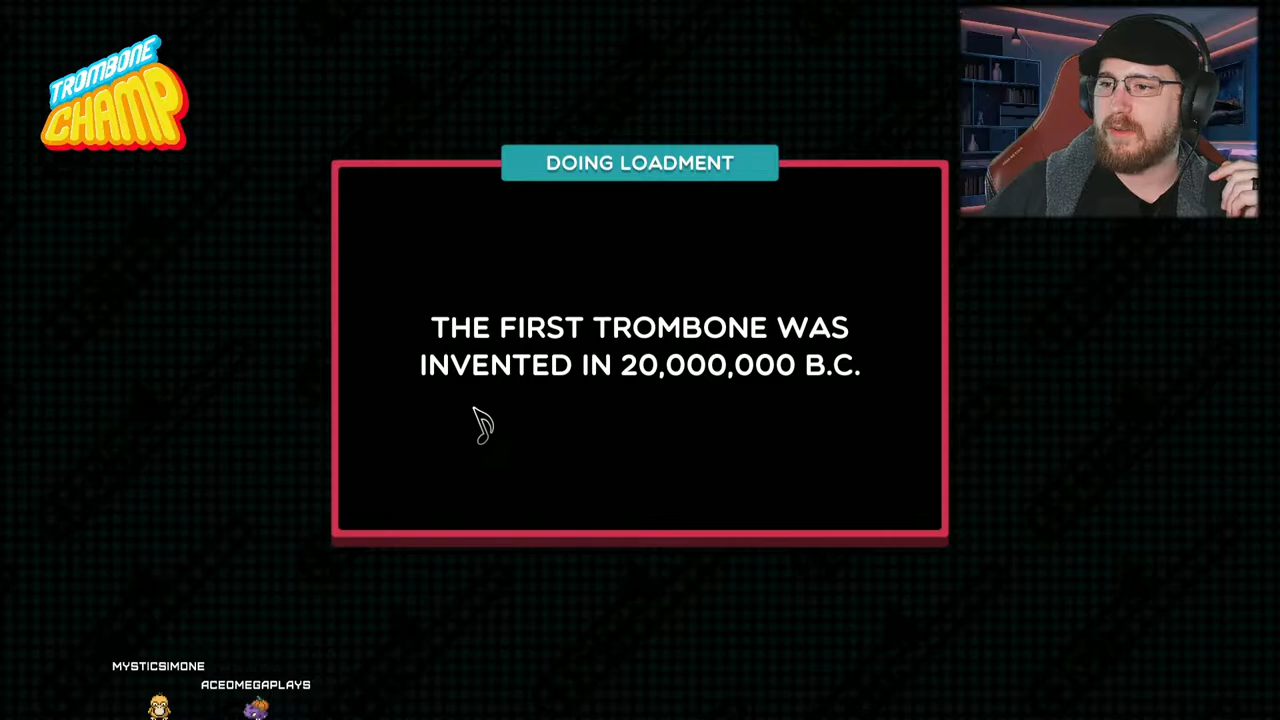 TROMBONE
CHAMP
DOING LOADMENT
THE FIRST TROMBONE WAS
INVENTED IN 20,000,000 B.C.
MYSTICSIMONE
ACEOMEGAPLAYS